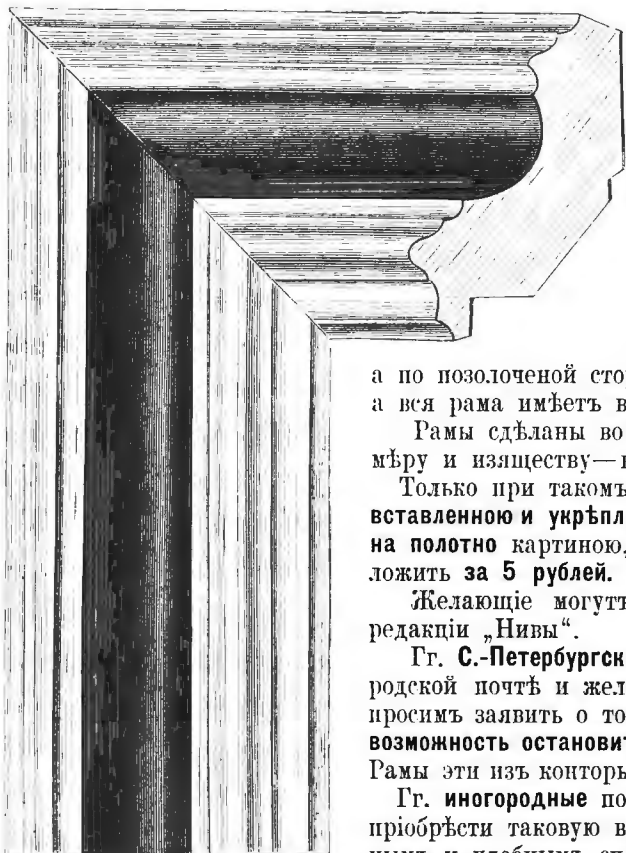 а по позолоченой сто
а вся рама имѣетъ в
Рамы сдѣланы во
мѣру и изяществу—
Только при такомъ
вставленною и укрѣпл
на полотно картиною,
ложить за 5 рублей.
Желающіе могутъ
редакціи „Нивы“.
Гг. С.-Петербургск
родской почтѣ и жел
просимъ заявить о то
возможность остановит
Рамы эти изъ конторы
Гг. иногородные по
пріобрѣсти таковую в